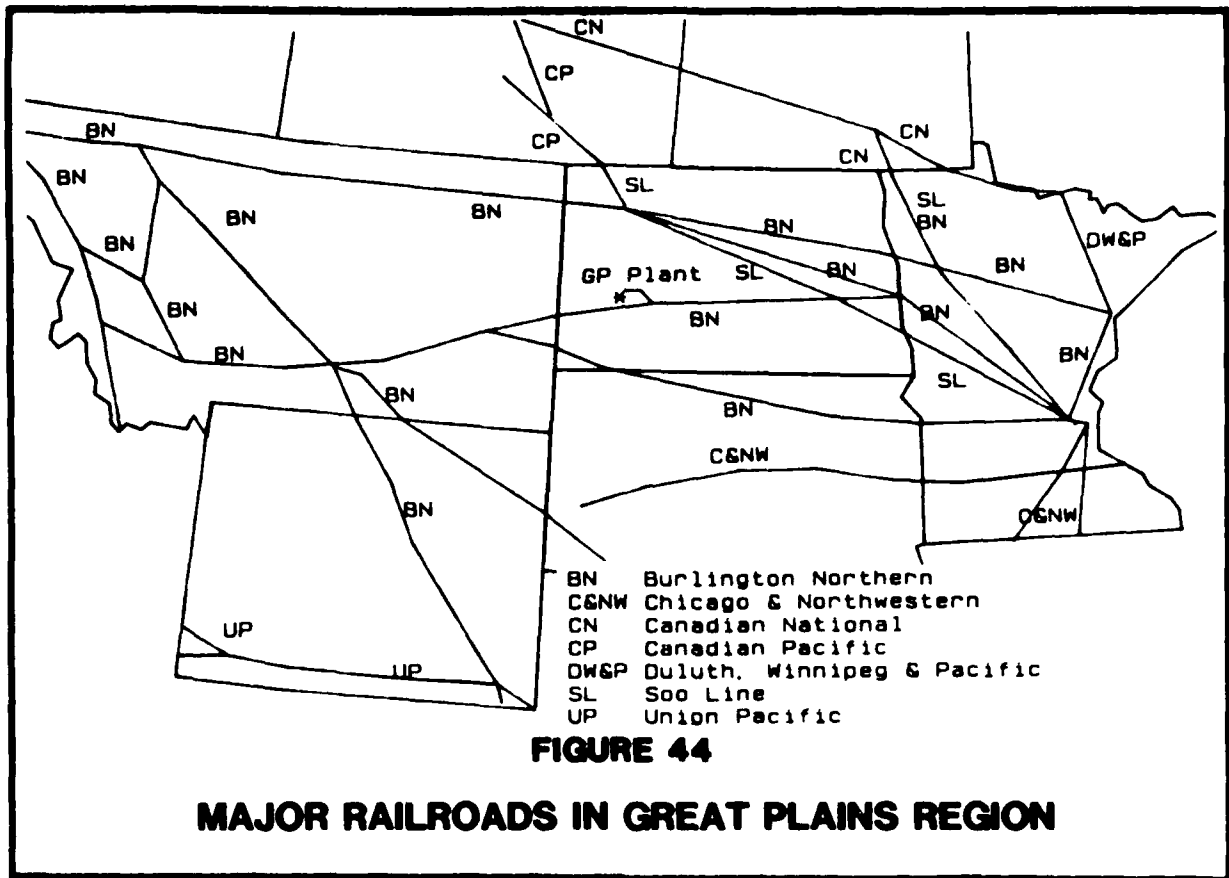 CN
CP
CN
BN
CP
CN
BN
SL
SL
BN
BN
BN
BN
BN
DW&P
BN
GP Plant
SL
BN
BN
BN
BN
BN
BN
BN
SL
BN
BN
C&NW
BN
C&NW
BN Burlington Northern
C&NW Chicago & Northwestern
CN Canadian National
CP Canadian Pacific
DW&P Duluth, Winnipeg & Pacific
SL Soo Line
UP Union Pacific
UP
UP
FIGURE 44
MAJOR RAILROADS IN GREAT PLAINS REGION